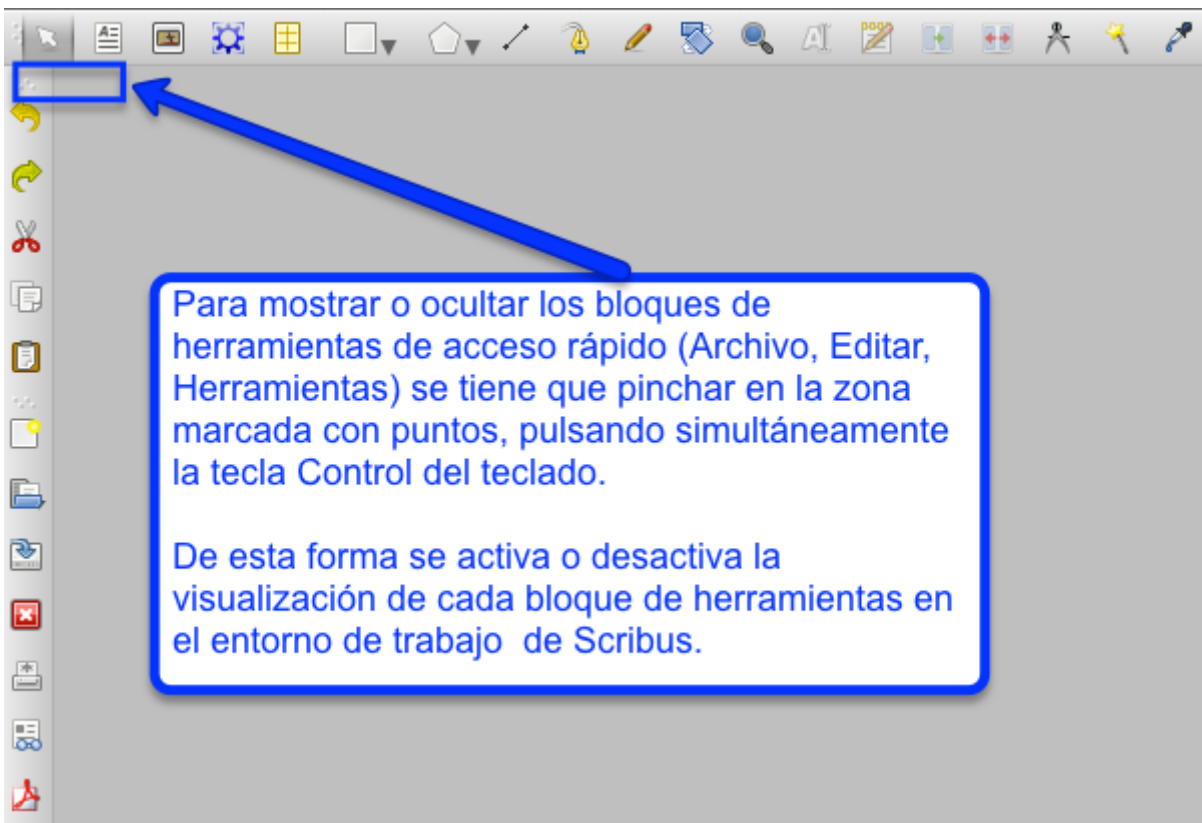 Para mostrar o ocultar los bloques de
herramientas de acceso rápido (Archivo, Editar,
Herramientas) se tiene que pinchar en la zona
marcada con puntos, pulsando simultáneamente
la tecla Control del teclado.
De esta forma se activa o desactiva la
visualización de cada bloque de herramientas en
el entorno de trabajo  de Scribus.